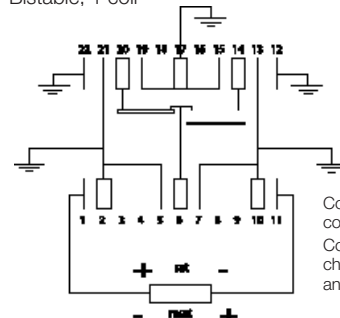 Bistable, 1 coil
22 21 20 19 18 17 16 15 14 13 12
1 2 3 4 5 6 7 8 9 10 11
Co
co
Co
ch
an
+ set -
- reset +